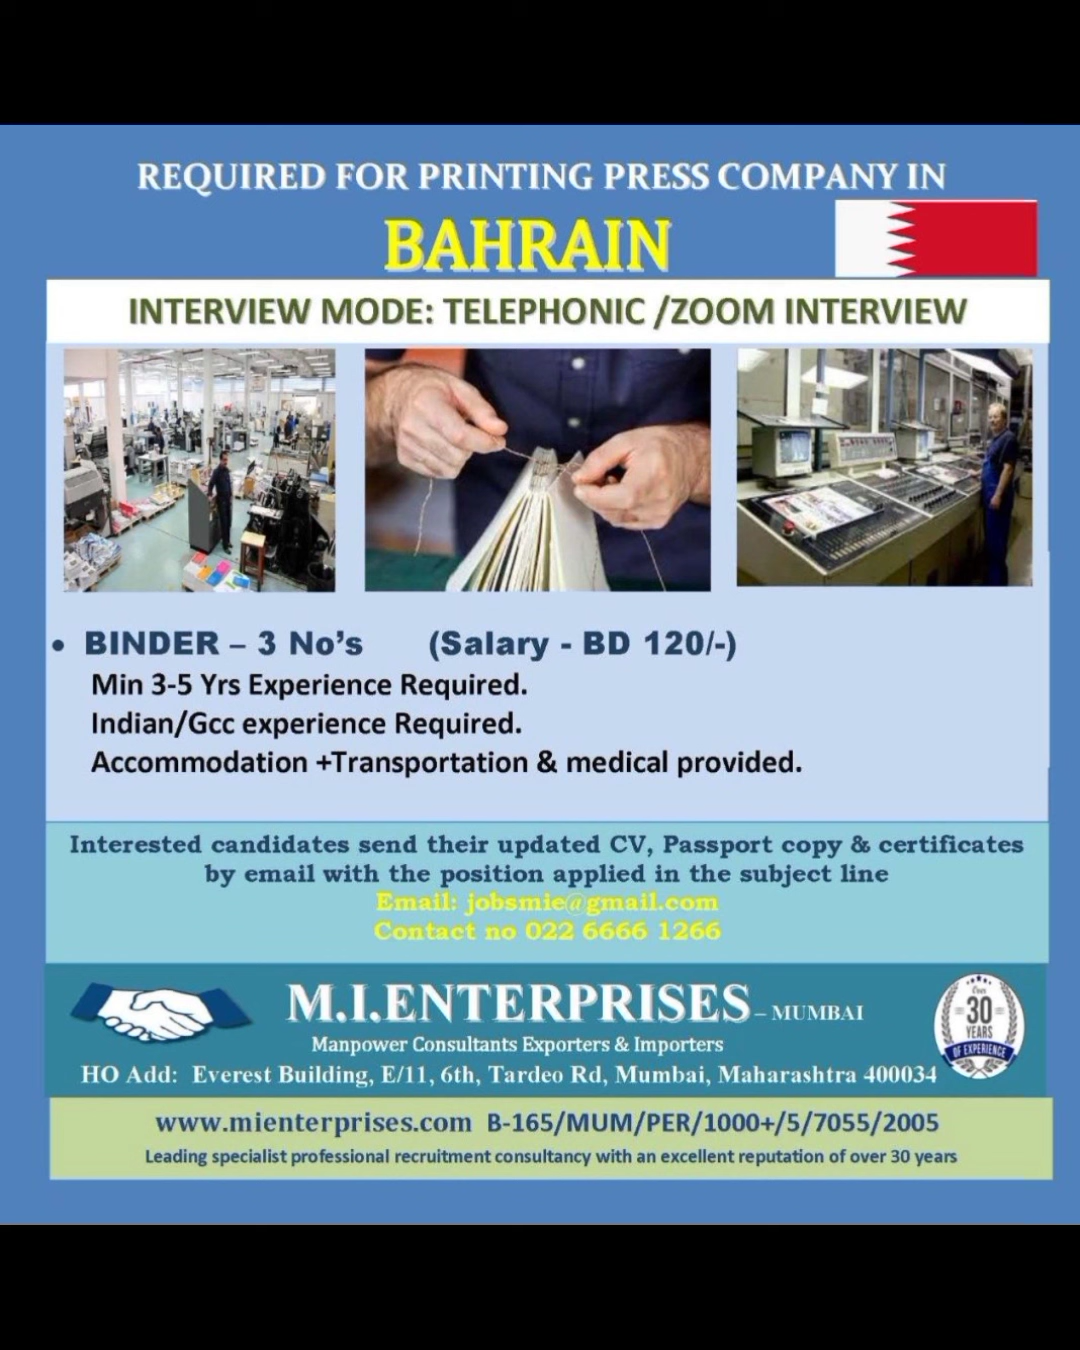 REQUIRED FOR PRINTING PRESS COMPANY IN
BAHRAIN
INTERVIEW MODE: TELEPHONIC /ZOOM INTERVIEW
• BINDER – 3 No's (Salary - BD 120/-)
Min 3-5 Yrs Experience Required.
Indian/Gcc experience Required.
Accommodation +Transportation & medical provided.
Interested candidates send their updated CV, Passport copy & certificates
by email with the position applied in the subject line
Email: jobsmie@gmail.com
Contact no 022 6666 1266
M.I.ENTERPRISES – MUMBAI
Manpower Consultants Exporters & Importers
HO Add: Everest Building, E/11, 6th, Tardeo Rd, Mumbai, Maharashtra 400034
Over
30
YEARS
OF EXPERIENCE
www.mienterprises.com B-165/MUM/PER/1000+/5/7055/2005
Leading specialist professional recruitment consultancy with an excellent reputation of over 30 years